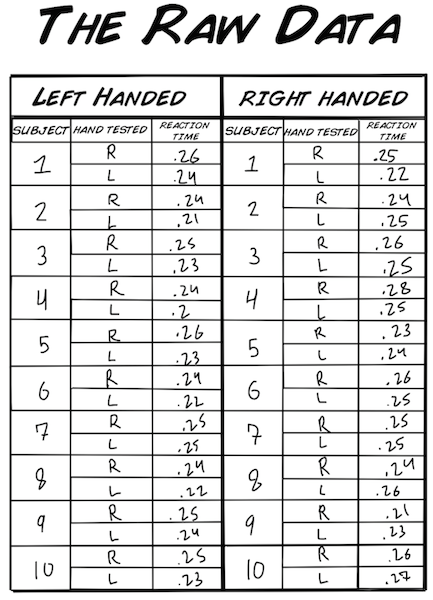 THE RAW DATA
LEFT HANDED RIGHT HANDED
SUBJECT HAND TESTED REACTION TIME SUBJECT HAND TESTED REACTION TIME
1 R .26 1 R .25
L .24 L .22
2 R .24 2 R .24
L .21 L .25
3 R .25 3 R .26
L .23 L .25
4 R .24 4 R .28
L .2 L .25
5 R .26 5 R .23
L .23 L .24
6 R .24 6 R .26
L .22 L .25
7 R .25 7 R .25
L .25 L .25
8 R .24 8 R .24
L .22 L .26
9 R .25 9 R .21
L .24 L .23
10 R .25 10 R .26
L .23 L .27